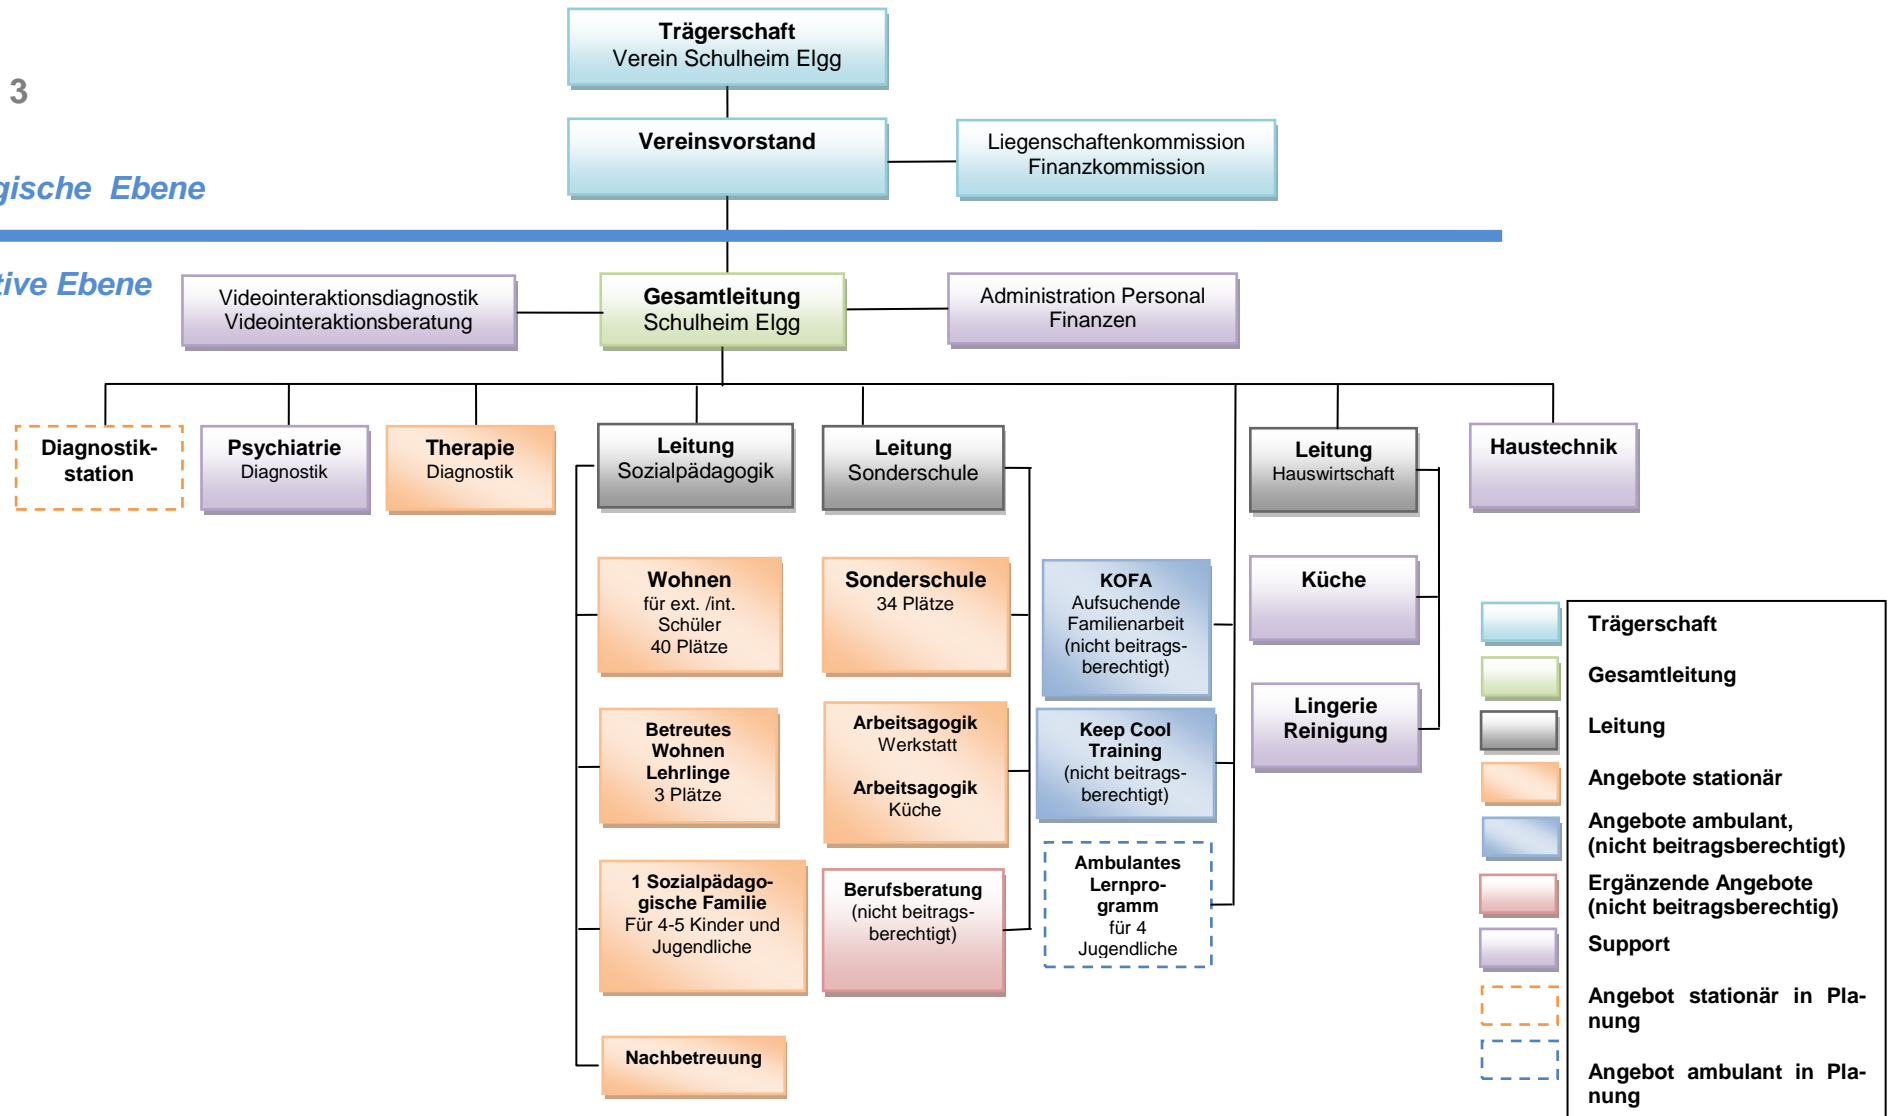 Trägerschaft
Verein Schulheim Elgg
3
Vereinsvorstand
Liegenschaftenkommission
Finanzkommission
gische Ebene
tive Ebene
Videointeraktionsdiagnostik
Videointeraktionsberatung
Gesamtleitung
Schulheim Elgg
Administration Personal
Finanzen
Diagnostik-
station
Psychiatrie
Diagnostik
Therapie
Diagnostik
Leitung
Sozialpädagogik
Leitung
Sonderschule
Leitung
Hauswirtschaft
Haustechnik
Wohnen
für ext. /int.
Schüler
40 Plätze
Sonderschule
34 Plätze
KOFA
Aufsuchende
Familienarbeit
(nicht beitrags-
berechtigt)
Küche
Betreutes
Wohnen
Lehrlinge
3 Plätze
Arbeitsagogik
Werkstatt
Arbeitsagogik
Küche
Keep Cool
Training
(nicht beitrags-
berechtigt)
Lingerie
Reinigung
1 Sozialpädago-
gische Familie
Für 4-5 Kinder und
Jugendliche
Berufsberatung
(nicht beitrags-
berechtigt)
Ambulantes
Lernpro-
gramm
für 4
Jugendliche
Nachbetreuung
Trägerschaft
Gesamtleitung
Leitung
Angebote stationär
Angebote ambulant,
(nicht beitragsberechtigt)
Ergänzende Angebote
(nicht beitragsberechtig)
Support
Angebot stationär in Pla-
nung
Angebot ambulant in Pla-
nung